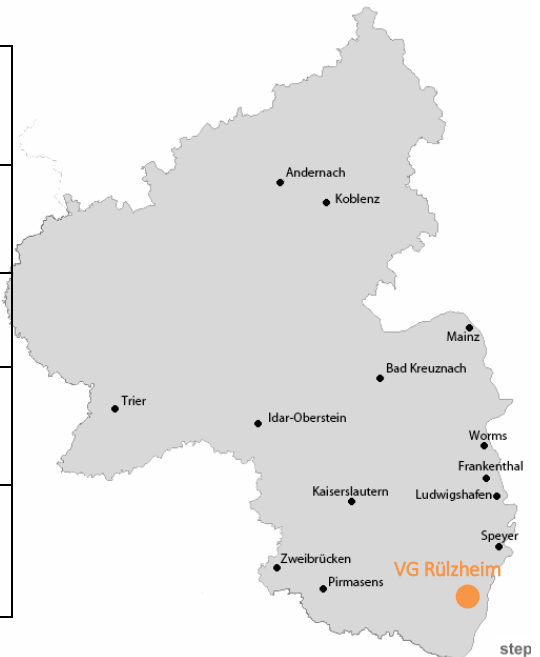 Andernach
Koblenz
Mainz
Bad Kreuznach
Trier
Idar-Oberstein
Worms
Frankenthal
Kaiserslautern
Ludwigshafen
Speyer
Zweibrücken
VG Rülzheim
Pirmasens
step